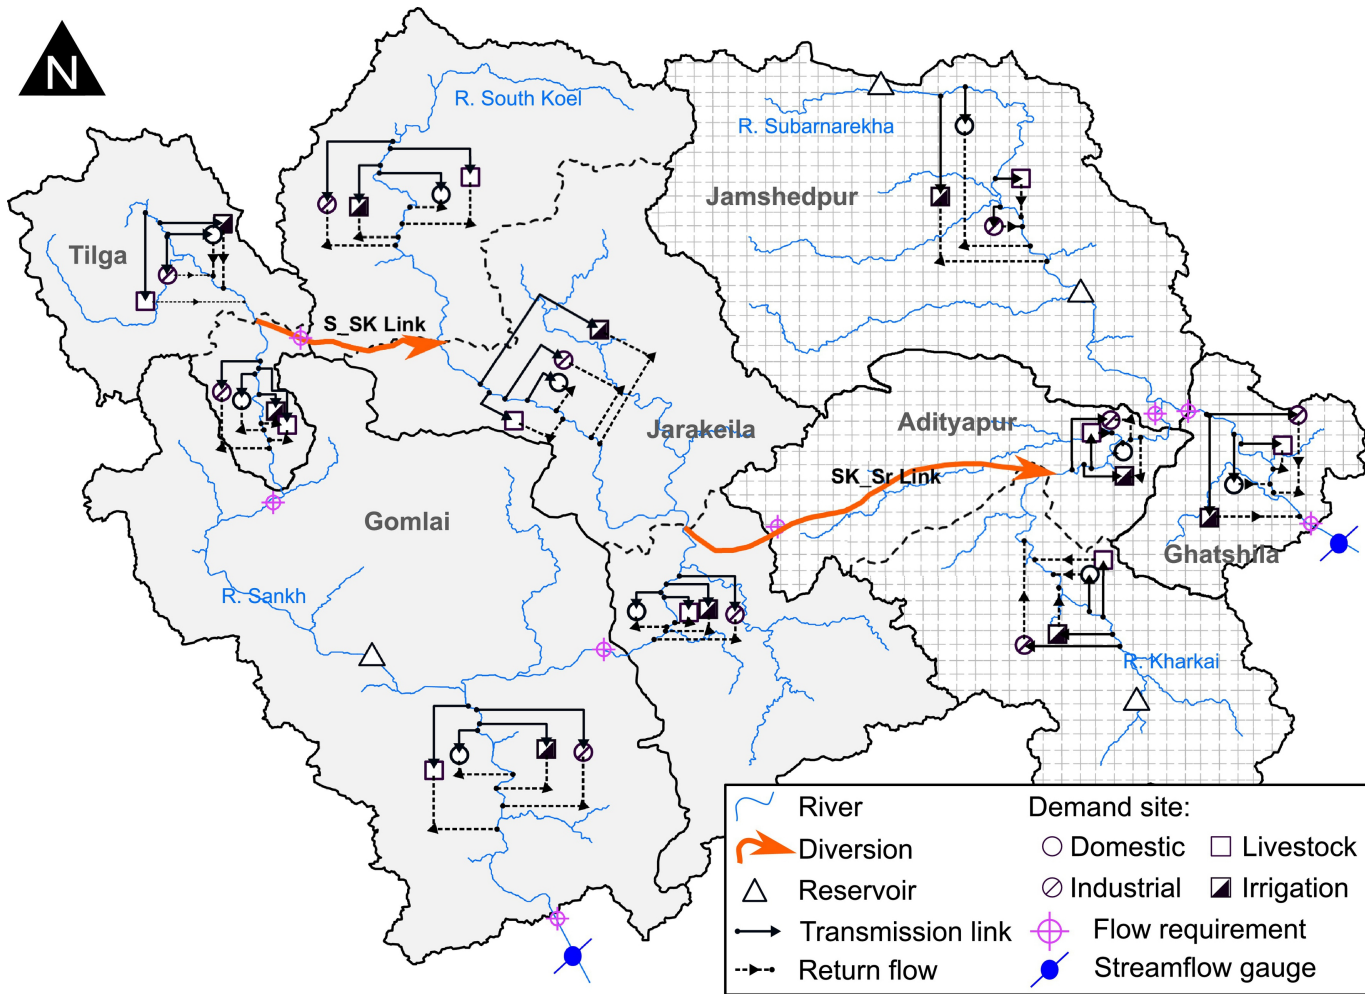 N
R. South Koel
R. Subarnarekha
Jamshedpur
Tilga
S_SK Link
Jarakeila
Adityapur
SK_Sr Link
Gomlai
Ghatshila
R. Sankh
R. Kharkai
River
Demand site:
Diversion
Domestic
Livestock
Reservoir
Industrial
Irrigation
Transmission link
Flow requirement
Return flow
Streamflow gauge